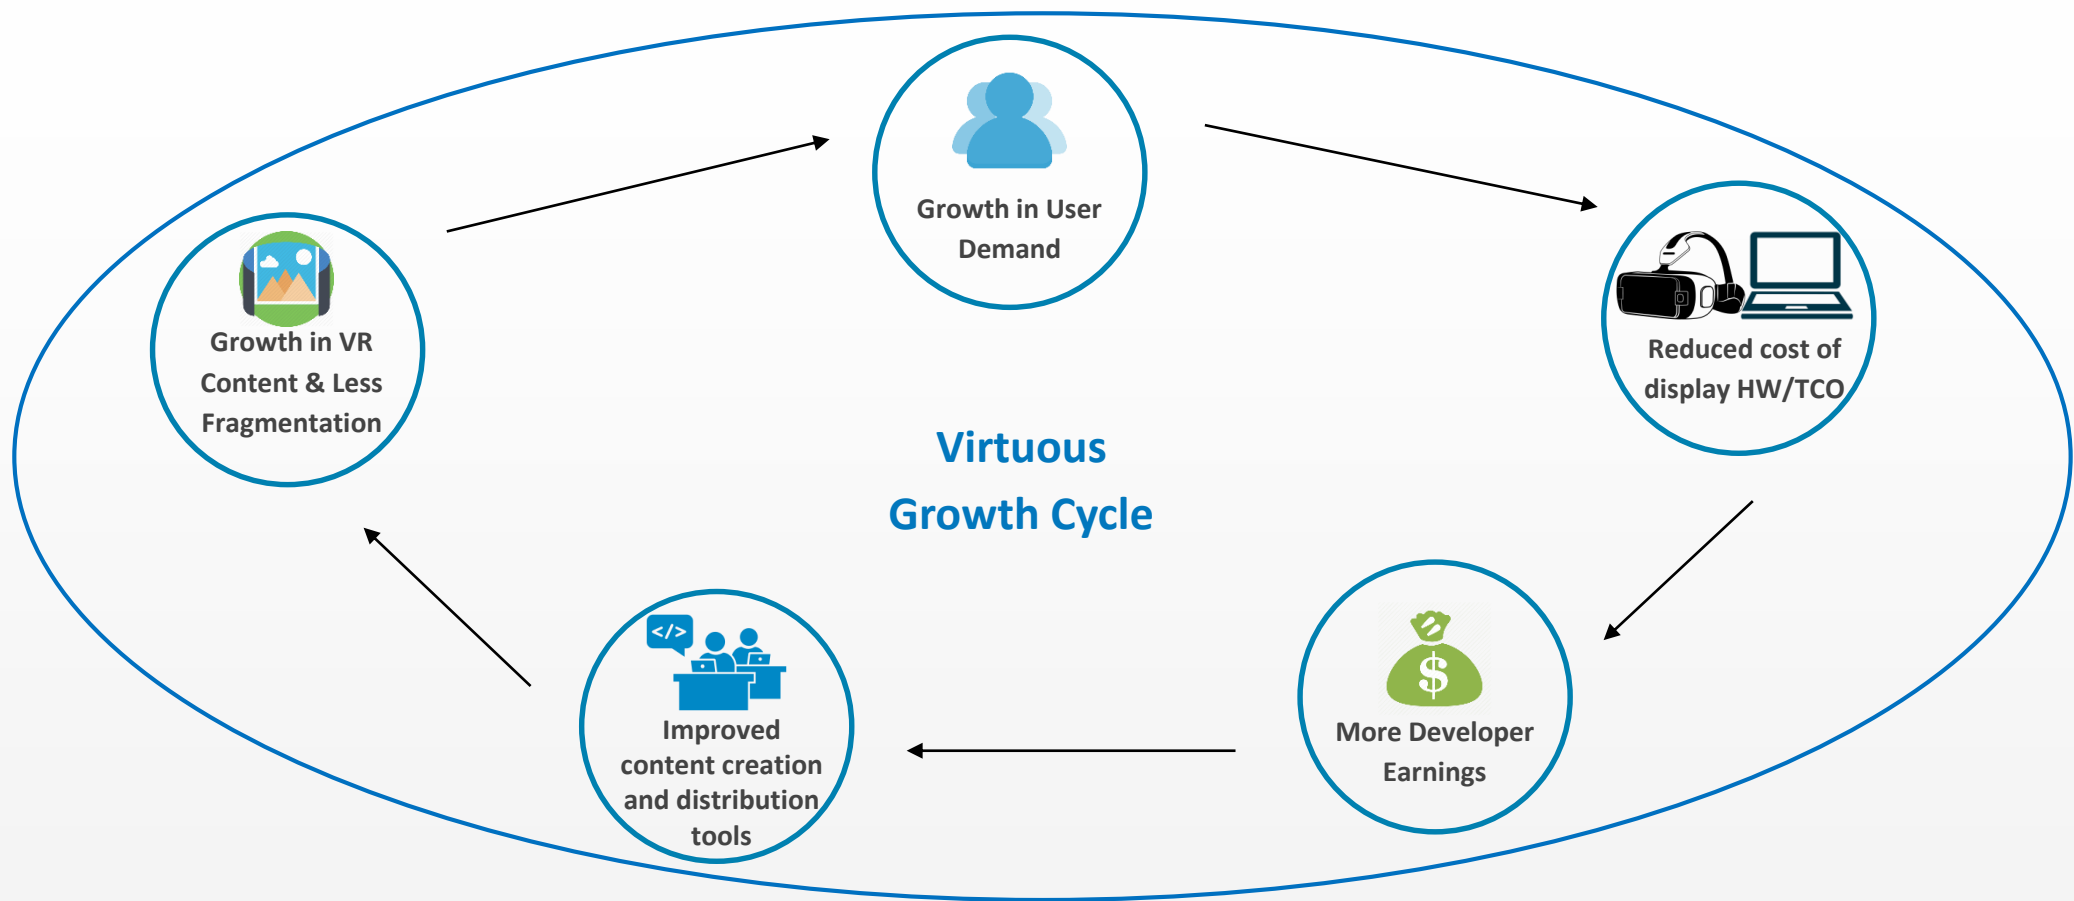 Growth in User
Demand
Growth in VR
Content & Less
Fragmentation
Reduced cost of
display HW/TCO
Virtuous
Growth Cycle
</>
Improved
content creation
and distribution
tools
$
More Developer
Earnings